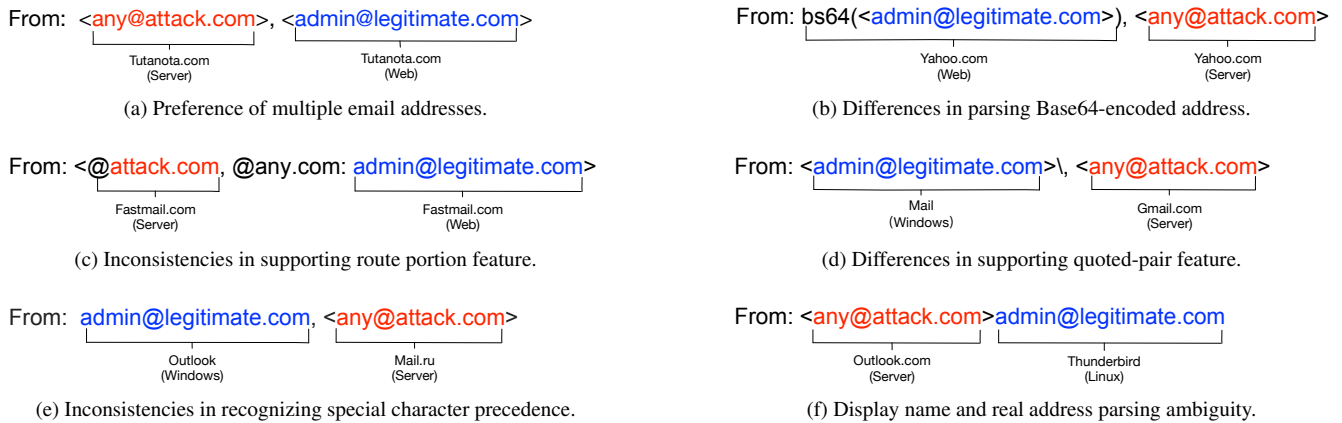 From: <any@attack.com>, <admin@legitimate.com>
Tutanota.com
(Server)
Tutanota.com
(Web)
(a) Preference of multiple email addresses.
From: bs64(<admin@legitimate.com>), <any@attack.com>
Yahoo.com
(Web)
Yahoo.com
(Server)
(b) Differences in parsing Base64-encoded address.
From: <@attack.com, @any.com: admin@legitimate.com>
Fastmail.com
(Server)
Fastmail.com
(Web)
(c) Inconsistencies in supporting route portion feature.
From: <admin@legitimate.com>\, <any@attack.com>
Mail
(Windows)
Gmail.com
(Server)
(d) Differences in supporting quoted-pair feature.
From: admin@legitimate.com, <any@attack.com>
Outlook
(Windows)
Mail.ru
(Server)
(e) Inconsistencies in recognizing special character precedence.
From: <any@attack.com>admin@legitimate.com
Outlook.com
(Server)
Thunderbird
(Linux)
(f) Display name and real address parsing ambiguity.